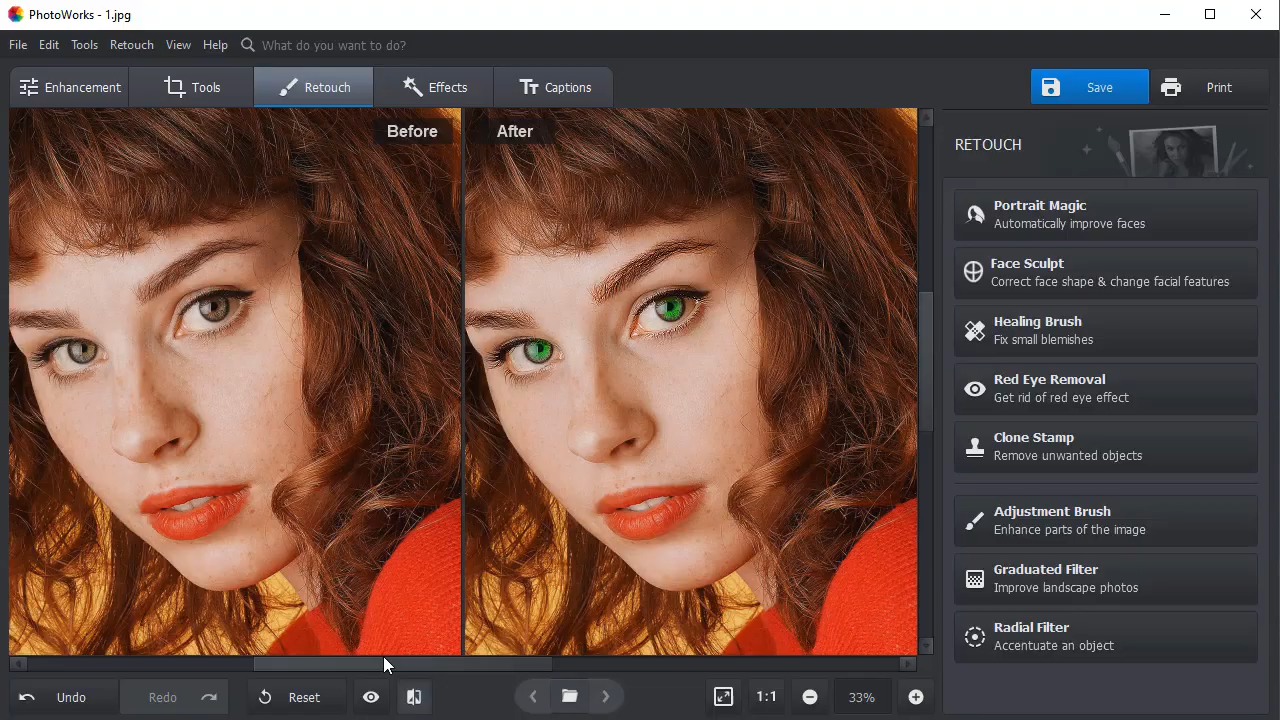 PhotoWorks - 1.jpg
File Edit Tools Retouch View Help What do you want to do?
Enhancement Tools Retouch Effects Captions Save Print
Before After
RETOUCH
Portrait Magic
Automatically improve faces
Face Sculpt
Correct face shape & change facial features
Healing Brush
Fix small blemishes
Red Eye Removal
Get rid of red eye effect
Clone Stamp
Remove unwanted objects
Adjustment Brush
Enhance parts of the image
Graduated Filter
Improve landscape photos
Radial Filter
Accentuate an object
Undo Redo Reset 1:1 33%